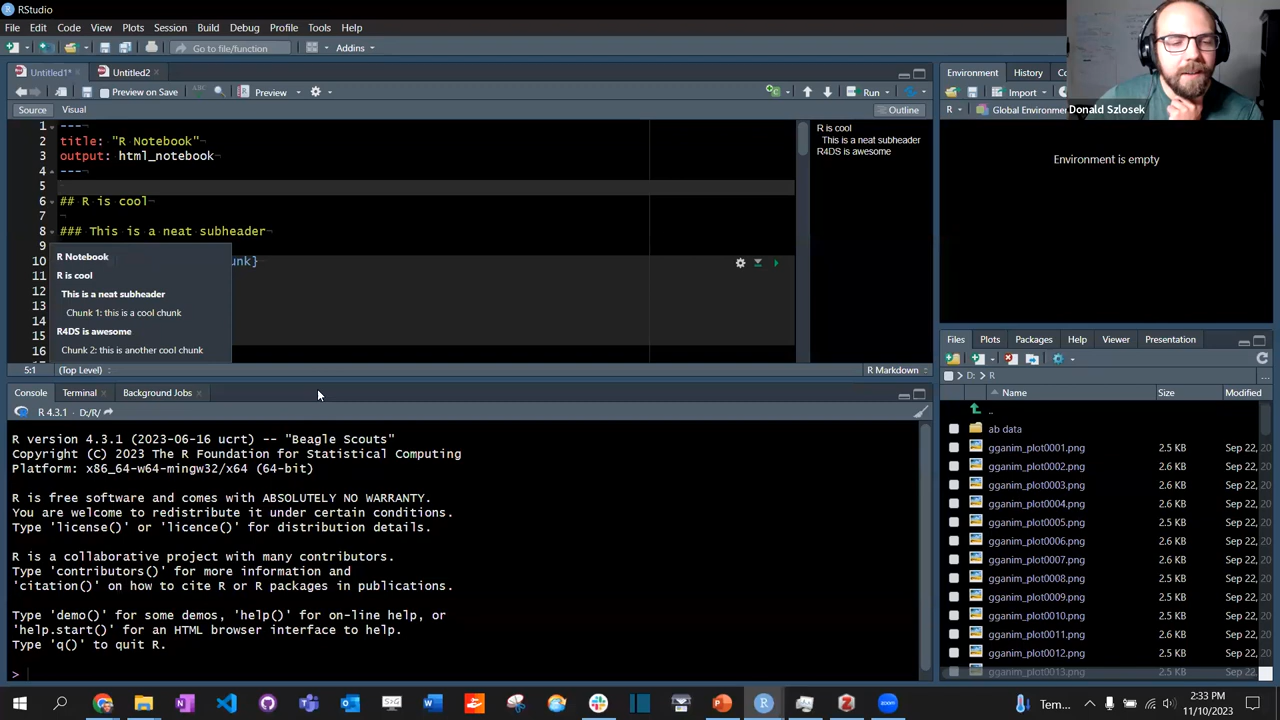 RStudio
File Edit Code View Plots Session Build Debug Profile Tools Help
Go to file/function Addins
Untitled1* Untitled2
Preview on Save Preview Run
Source Visual Outline
1 ---
2 title: "R Notebook"
3 output: html_notebook
4 ---
5
6 ## R is cool
7
8 ### This is a neat subheader
9
10 unk}
11
12
13
14
15
16
R Notebook
R is cool
This is a neat subheader
Chunk 1: this is a cool chunk
R4DS is awesome
Chunk 2: this is another cool chunk
5:1 (Top Level) R Markdown
R is cool
This is a neat subheader
R4DS is awesome
Console Terminal Background Jobs
R 4.3.1 · D:/R/
R version 4.3.1 (2023-06-16 ucrt) -- "Beagle Scouts"
Copyright (C) 2023 The R Foundation for Statistical Computing
Platform: x86_64-w64-mingw32/x64 (64-bit)
R is free software and comes with ABSOLUTELY NO WARRANTY.
You are welcome to redistribute it under certain conditions.
Type 'license()' or 'licence()' for distribution details.
R is a collaborative project with many contributors.
Type 'contributors()' for more information and
'citation()' on how to cite R or R packages in publications.
Type 'demo()' for some demos, 'help()' for on-line help, or
'help.start()' for an HTML browser interface to help.
Type 'q()' to quit R.
>
Environment History Co
Import
R Global Environme
Donald Szlosek
Environment is empty
Files Plots Packages Help Viewer Presentation
D: R
Name Size Modified
..
ab data
gganim_plot0001.png 2.5 KB Sep 22, 20
gganim_plot0002.png 2.6 KB Sep 22, 20
gganim_plot0003.png 2.5 KB Sep 22, 20
gganim_plot0004.png 2.6 KB Sep 22, 20
gganim_plot0005.png 2.5 KB Sep 22, 20
gganim_plot0006.png 2.5 KB Sep 22, 20
gganim_plot0007.png 2.6 KB Sep 22, 20
gganim_plot0008.png 2.5 KB Sep 22, 20
gganim_plot0009.png 2.5 KB Sep 22, 20
gganim_plot0010.png 2.5 KB Sep 22, 20
gganim_plot0011.png 2.6 KB Sep 22, 20
gganim_plot0012.png 2.5 KB Sep 22, 20
gganim_plot0013.png 2.5 KB Sep 22, 20
Tem...
2:33 PM
11/10/2023
zoom